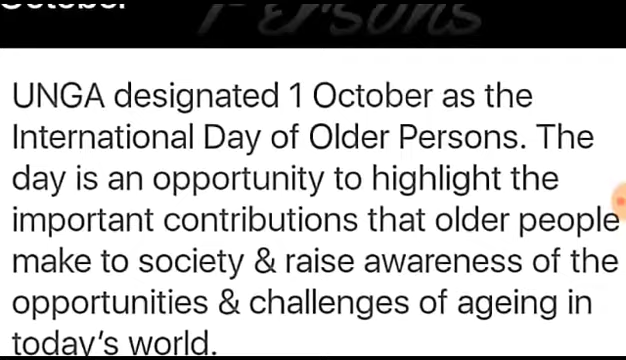 October
Persons
UNGA designated 1 October as the
International Day of Older Persons. The
day is an opportunity to highlight the
important contributions that older people
make to society & raise awareness of the
opportunities & challenges of ageing in
today's world.